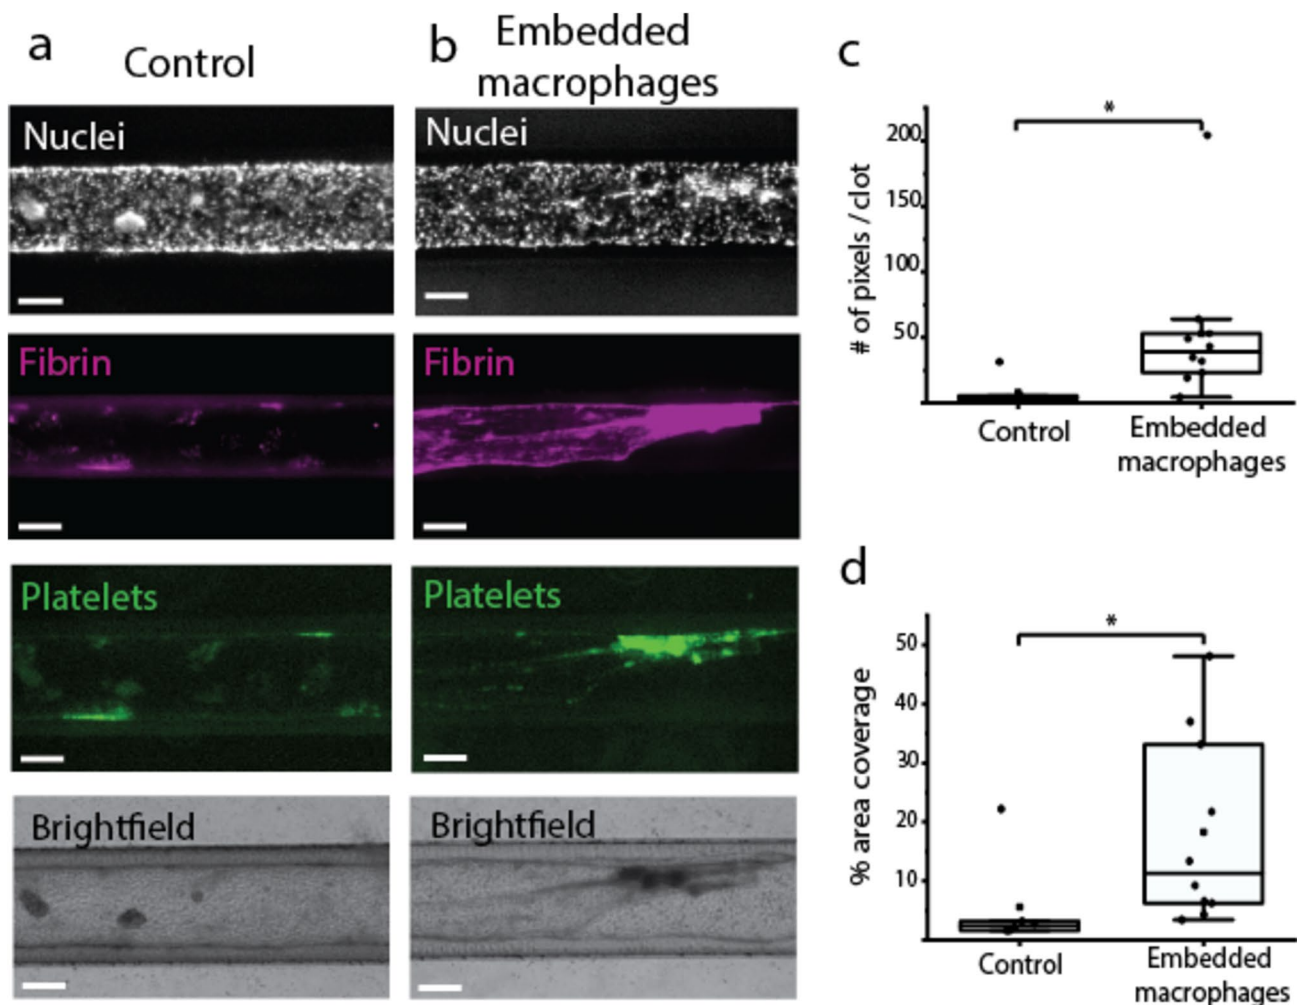 a
Control
Nuclei
Fibrin
Platelets
Brightfield
b
Embedded
macrophages
Nuclei
Fibrin
Platelets
Brightfield
c
# of pixels / clot
200
150
100
50
*
Control
Embedded
macrophages
d
% area coverage
50
40
30
20
10
*
Control
Embedded
macrophages